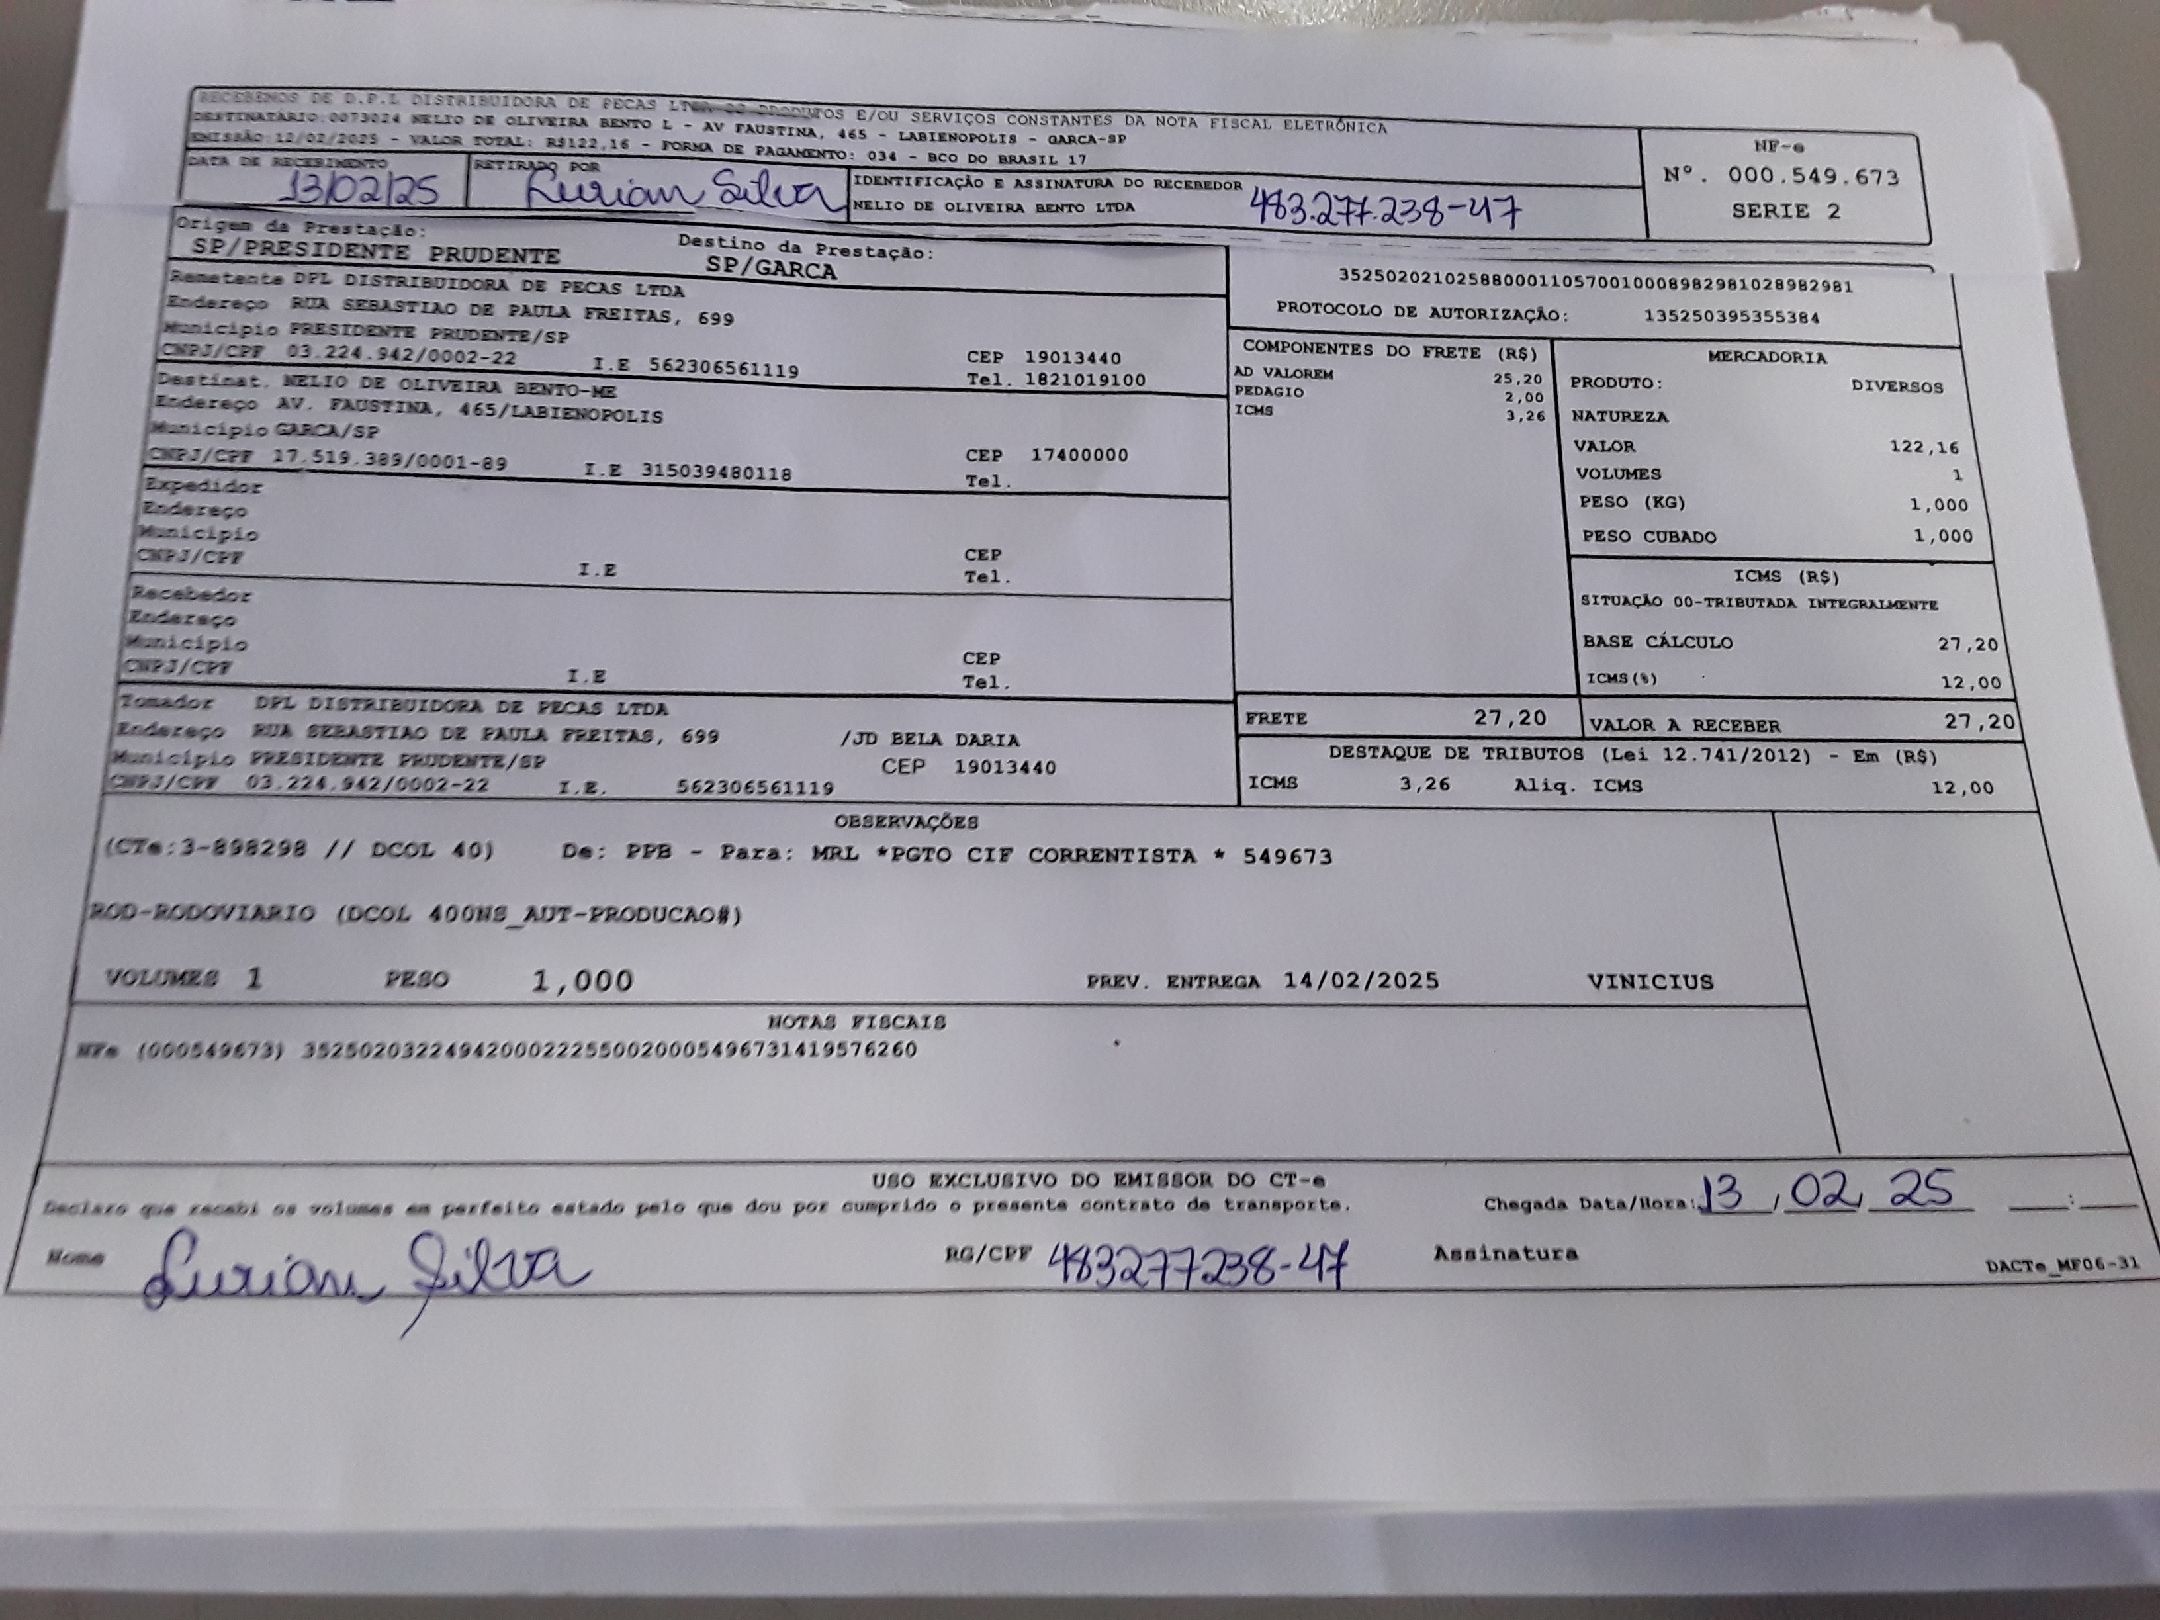 RECEBEMOS DE D.P.L DISTRIBUIDORA DE PECAS LTDA OS PRODUTOS E/OU SERVIÇOS CONSTANTES DA NOTA FISCAL ELETRÔNICA
DESTINATÁRIO:0073024 NELIO DE OLIVEIRA BENTO L - AV FAUSTINA, 465 - LABIENOPOLIS - GARCA-SP
EMISSÃO:12/02/2025 - VALOR TOTAL: R$122,16 - FORMA DE PAGAMENTO: 034 - BCO DO BRASIL 17
NF-e
Nº. 000.549.673
SERIE 2
DATA DE RECEBIMENTO
13/02/25
RETIRADO POR
Lurian Silva
IDENTIFICAÇÃO E ASSINATURA DO RECEBEDOR
NELIO DE OLIVEIRA BENTO LTDA
483.277.238-47
Origem da Prestação:
SP/PRESIDENTE PRUDENTE
Destino da Prestação:
SP/GARCA
Remetente DPL DISTRIBUIDORA DE PECAS LTDA
Endereço RUA SEBASTIAO DE PAULA FREITAS, 699
Município PRESIDENTE PRUDENTE/SP
CNPJ/CPF 03.224.942/0002-22 I.E 562306561119
CEP 19013440
Tel. 1821019100
Destinat. NELIO DE OLIVEIRA BENTO-ME
Endereço AV. FAUSTINA, 465/LABIENOPOLIS
Município GARCA/SP
CNPJ/CPF 17.519.389/0001-89 I.E 315039480118
CEP 17400000
Tel.
Expedidor
Endereço
Município
CNPJ/CPF I.E
CEP
Tel.
Recebedor
Endereço
Município
CNPJ/CPF I.E
CEP
Tel.
Tomador DPL DISTRIBUIDORA DE PECAS LTDA
Endereço RUA SEBASTIAO DE PAULA FREITAS, 699 /JD BELA DARIA
Município PRESIDENTE PRUDENTE/SP CEP 19013440
CNPJ/CPF 03.224.942/0002-22 I.E. 562306561119
35250202102588000110570010008982981028982981
PROTOCOLO DE AUTORIZAÇÃO: 135250395355384
COMPONENTES DO FRETE (R$)
AD VALOREM 25,20
PEDAGIO 2,00
ICMS 3,26
MERCADORIA
PRODUTO: DIVERSOS
NATUREZA
VALOR 122,16
VOLUMES 1
PESO (KG) 1,000
PESO CUBADO 1,000
ICMS (R$)
SITUAÇÃO 00-TRIBUTADA INTEGRALMENTE
BASE CÁLCULO 27,20
ICMS(%) 12,00
FRETE 27,20
VALOR A RECEBER 27,20
DESTAQUE DE TRIBUTOS (Lei 12.741/2012) - Em (R$)
ICMS 3,26 Aliq. ICMS 12,00
OBSERVAÇÕES
(CTe:3-898298 // DCOL 40) De: PPB - Para: MRL *PGTO CIF CORRENTISTA * 549673
ROD-RODOVIARIO (DCOL 400NS_AUT-PRODUCAO#)
VOLUMES 1 PESO 1,000 PREV. ENTREGA 14/02/2025 VINICIUS
NOTAS FISCAIS
NFe (000549673) 35250203224942000222550020005496731419576260
USO EXCLUSIVO DO EMISSOR DO CT-e
Declaro que recebi os volumes em perfeito estado pelo que dou por cumprido o presente contrato de transporte.
Chegada Data/Hora: 13 / 02 / 25 __:__
Nome Lurian Silva RG/CPF 483277238-47 Assinatura
DACTe_MF06-31